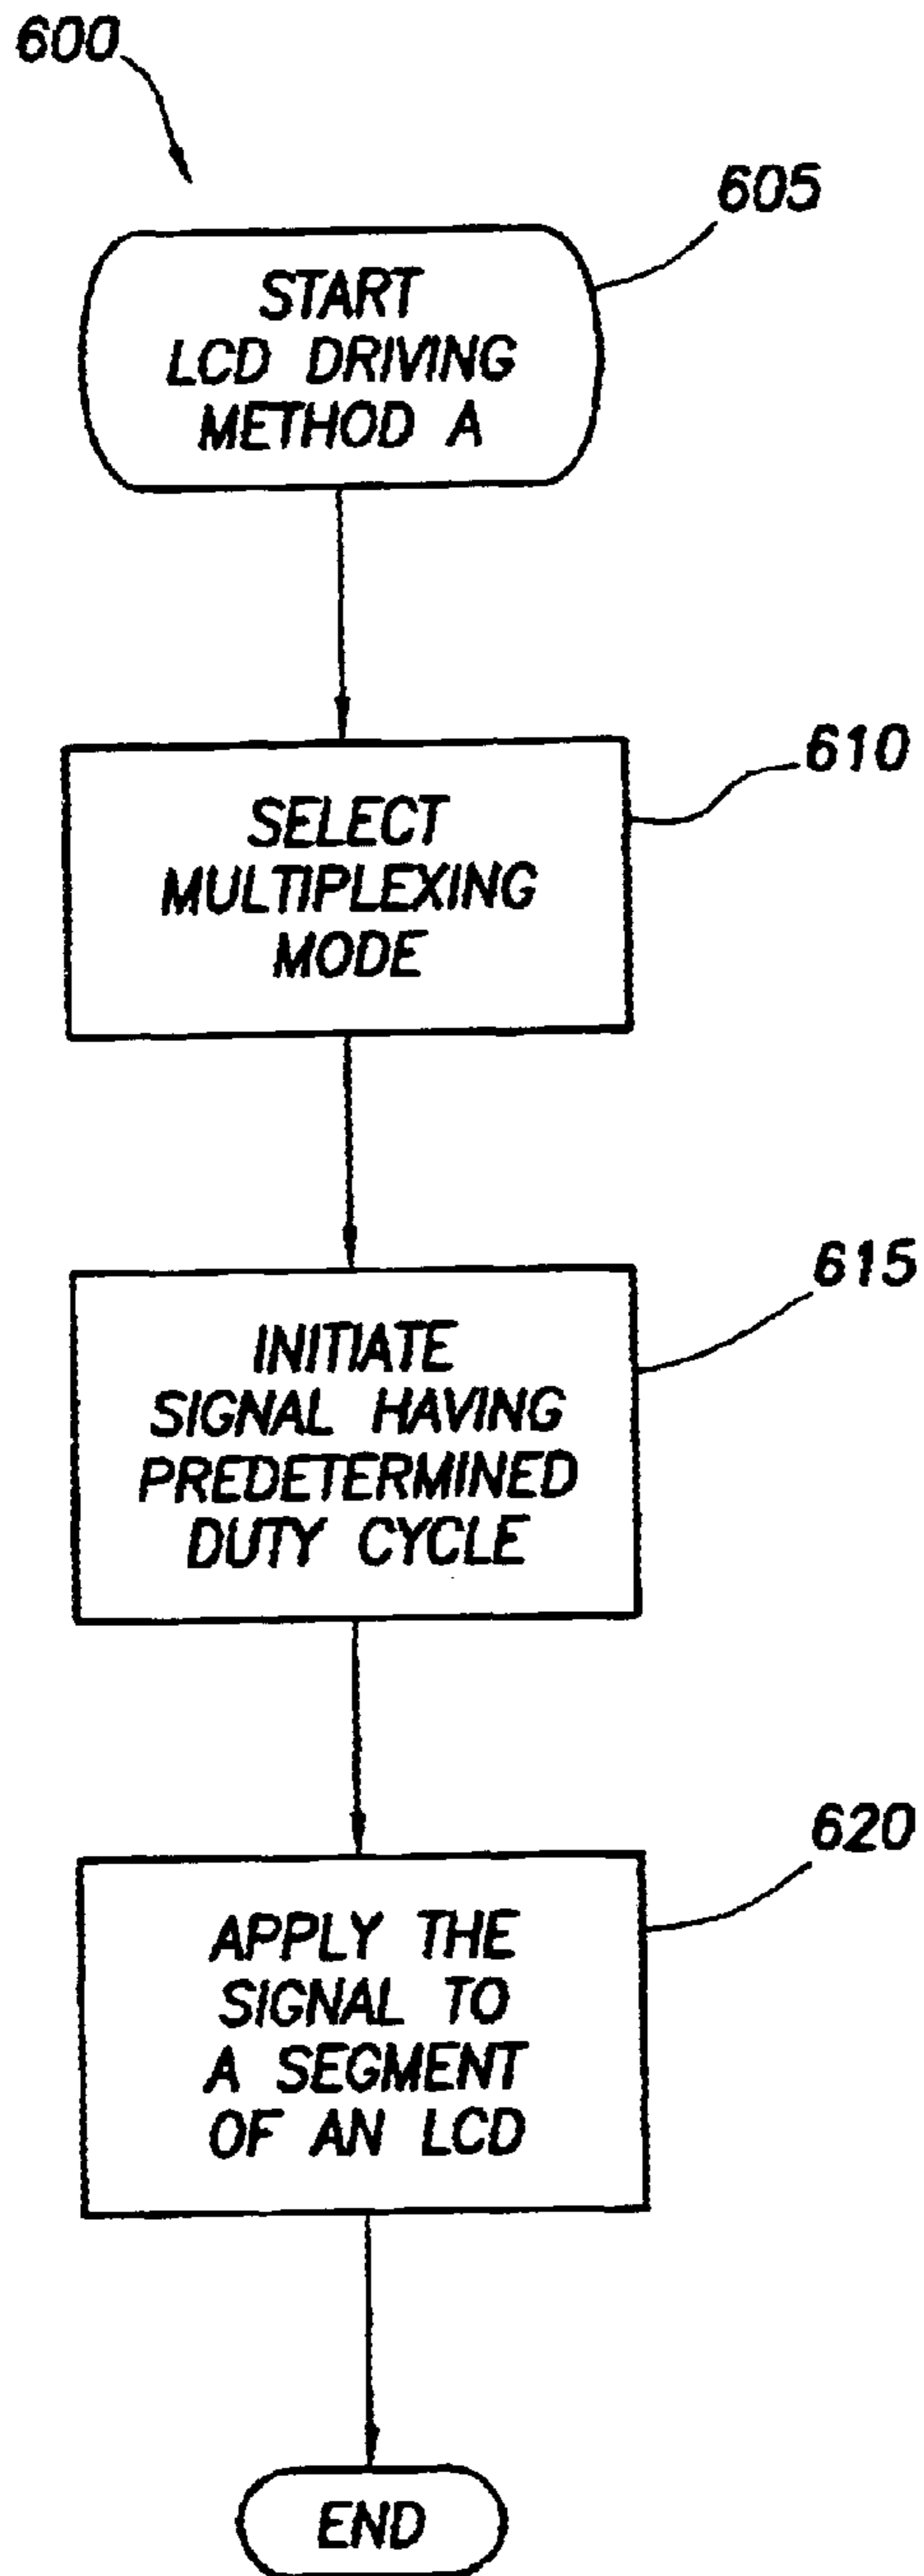 600
605
START
LCD DRIVING
METHOD A
610
SELECT
MULTIPLEXING
MODE
615
INITIATE
SIGNAL HAVING
PREDETERMINED
DUTY CYCLE
620
APPLY THE
SIGNAL TO
A SEGMENT
OF AN LCD
END